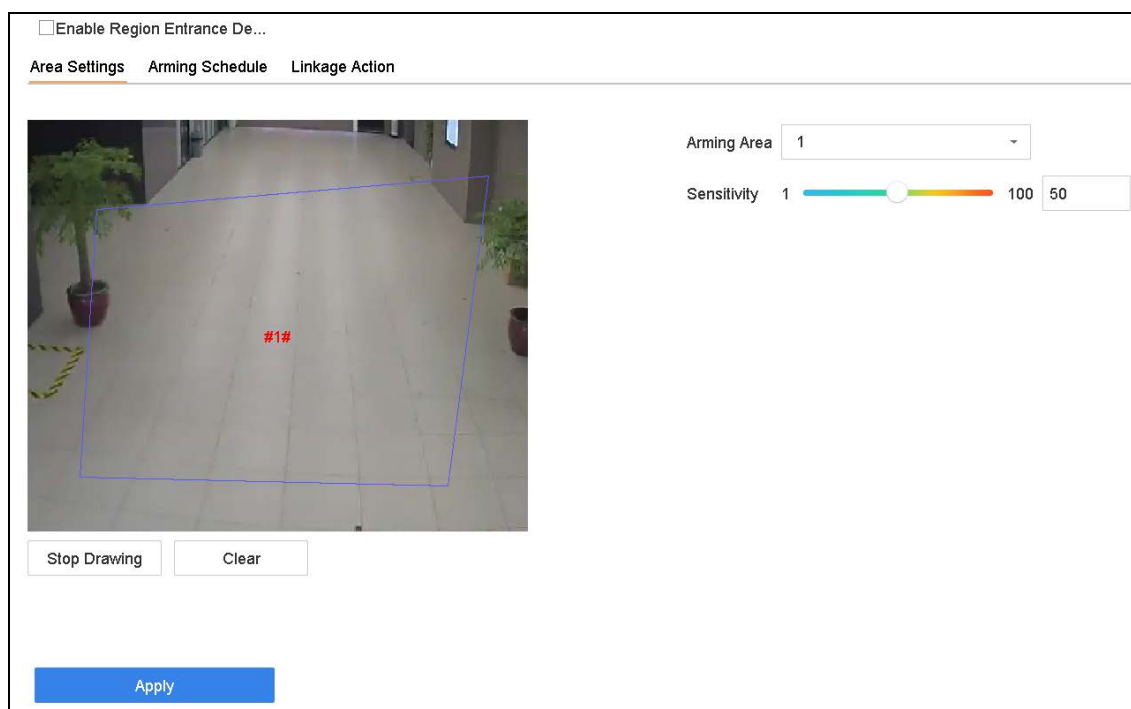 Enable Region Entrance De...
Area Settings Arming Schedule Linkage Action
Arming Area 1
Sensitivity 1 100 50
#1#
Stop Drawing Clear
Apply